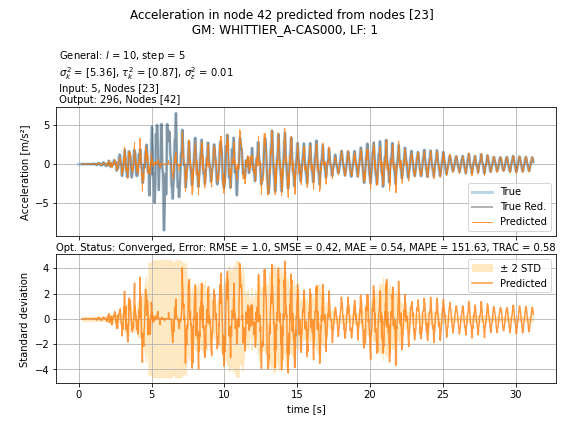 Acceleration in node 42 predicted from nodes [23]
GM: WHITTIER_A-CAS000, LF: 1
General: l = 10, step = 5
σ²ₖ = [5.36], τ²ₖ = [0.87], σ²ε = 0.01
Input: 5, Nodes [23]
Output: 296, Nodes [42]
Acceleration [m/s²]
5
0
−5
True
True Red.
Predicted
Opt. Status: Converged, Error: RMSE = 1.0, SMSE = 0.42, MAE = 0.54, MAPE = 151.63, TRAC = 0.58
Standard deviation
4
2
0
−2
−4
± 2 STD
Predicted
0 5 10 15 20 25 30
time [s]